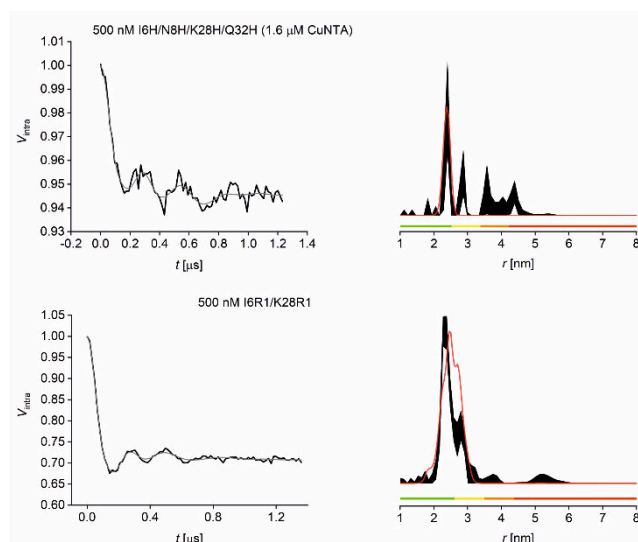 500 nM I6H/N8H/K28H/Q32H (1.6 μM CuNTA)
1.01
1.00
0.99
0.98
0.97
0.96
0.95
0.94
0.93
Vintra
-0.2 0.0 0.2 0.4 0.6 0.8 1.0 1.2 1.4
t [μs]
1 2 3 4 5 6 7 8
r [nm]
500 nM I6R1/K28R1
1.05
1.00
0.95
0.90
0.85
0.80
0.75
0.70
0.65
0.60
Vintra
0.0 0.4 0.8 1.2
t [μs]
1 2 3 4 5 6 7 8
r [nm]